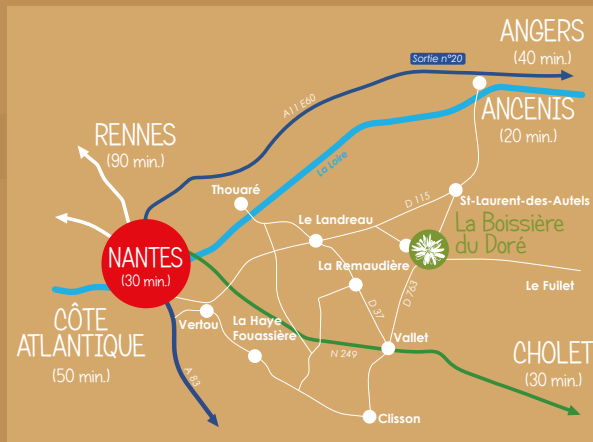 ANGERS
(40 min.)
Sortie n°20
A11 E60
ANCENIS
(20 min.)
RENNES
(90 min.)
La Loire
Thouaré
D 115
St-Laurent-des-Autels
Le Landreau
La Boissière
du Doré
NANTES
(30 min.)
La Remaudière
Le Fuilet
D 763
D 37
CÔTE
ATLANTIQUE
(50 min.)
Vertou
La Haye
Fouassière
Vallet
N 249
CHOLET
(30 min.)
A 83
Clisson